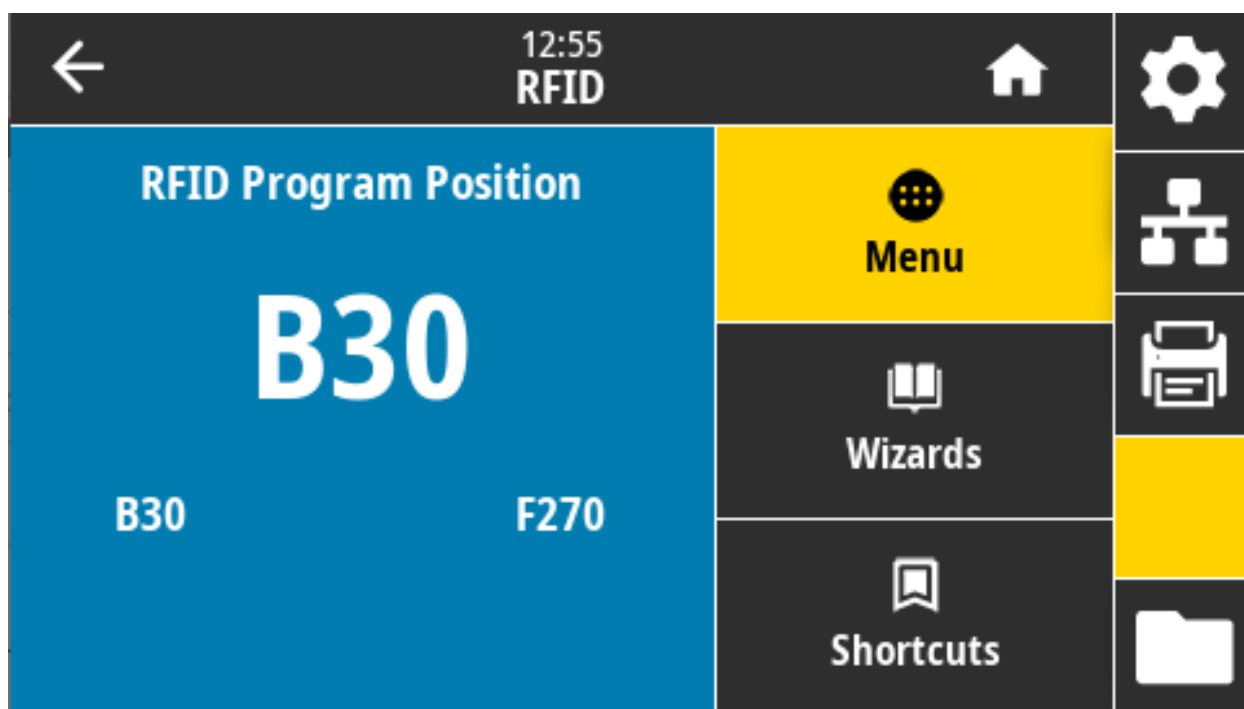 12:55
RFID
RFID Program Position
B30
B30 F270
Menu
Wizards
Shortcuts